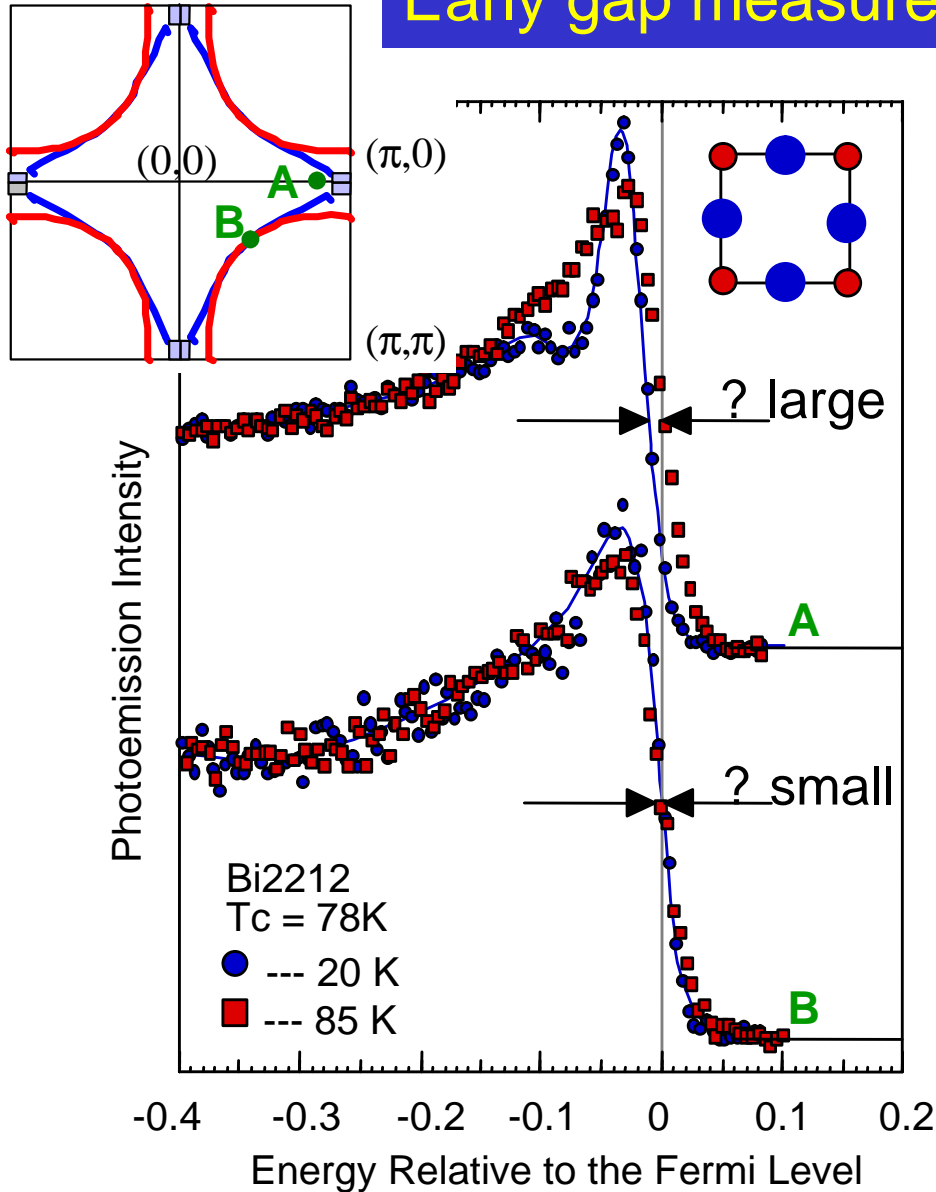 Early gap measure
(0,0)
(π,0)
A
B
(π,π)
? large
A
? small
Photoemission Intensity
Bi2212
Tc = 78K
--- 20 K
--- 85 K
B
-0.4 -0.3 -0.2 -0.1 0 0.1 0.2
Energy Relative to the Fermi Level